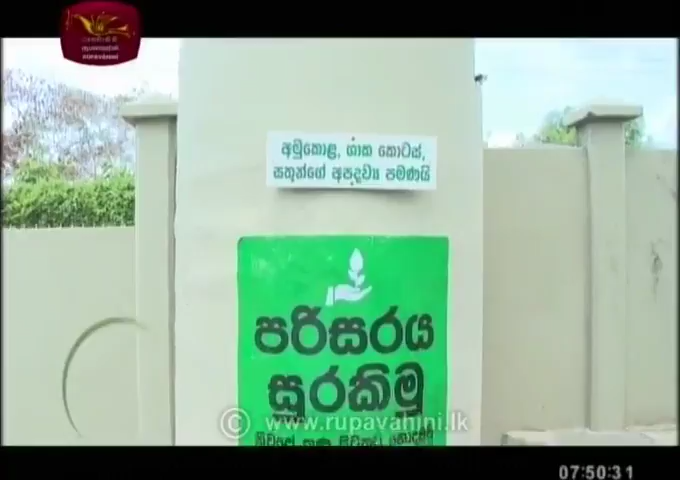 අමුකොළ, ශාක කොටස්,
සතුන්ගේ අපද්‍රව්‍ය පමණයි
පරිසරය
සුරකිමු
© www.rupavahini.lk
07:50:31